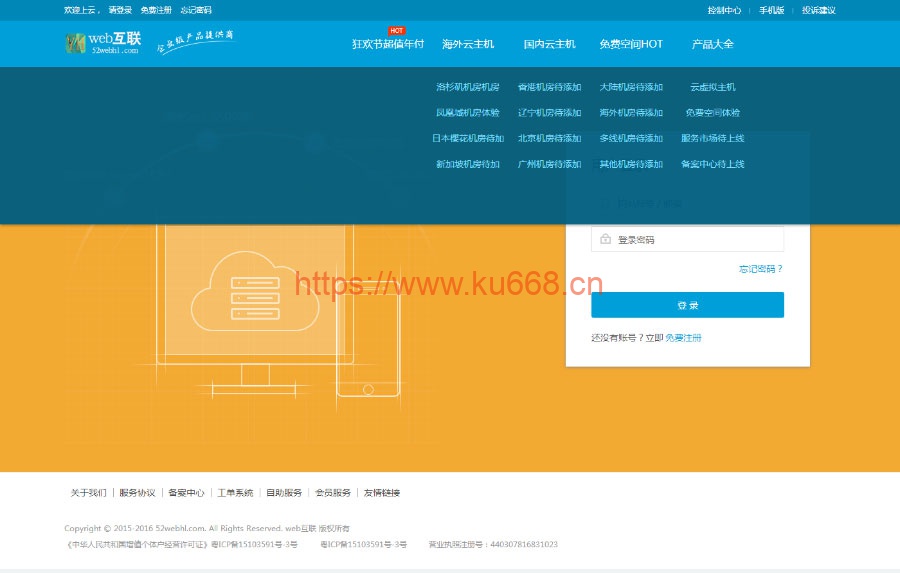 欢迎上云， 请登录 免费注册 忘记密码 控制中心 手机版 投诉建议
web互联 52webhl.com 企业级产品提供商
HOT
狂欢节超值年付 海外云主机 国内云主机 免费空间HOT 产品大全
洛杉矶机房机房 香港机房待添加 大陆机房待添加 云虚拟主机
凤凰城机房体验 辽宁机房待添加 海外机房待添加 免费空间体验
日本樱花机房待加 北京机房待添加 多线机房待添加 服务市场待上线
新加坡机房待加 广州机房待添加 其他机房待添加 备案中心待上线
登录密码
忘记密码？
https://www.ku668.cn
登 录
还没有账号？立即 免费注册
关于我们 服务协议 备案中心 工单系统 自助服务 会员服务 友情链接
Copyright © 2015-2016 52webhl.com. All Rights Reserved. web互联 版权所有
《中华人民共和国增值个体户经营许可证》粤ICP备15103591号-3号 粤ICP备15103591号-3号 营业执照注册号：440307816831023